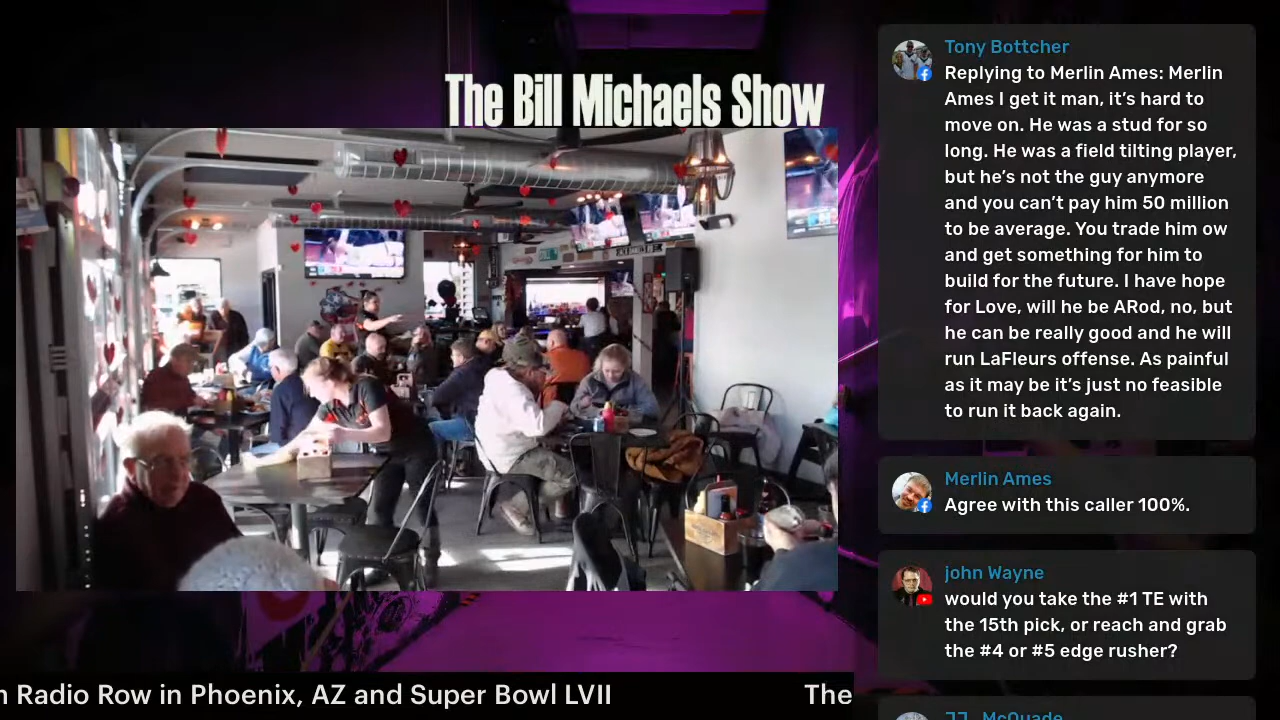 The Bill Michaels Show
Tony Bottcher
Replying to Merlin Ames: Merlin
Ames I get it man, it's hard to
move on. He was a stud for so
long. He was a field tilting player,
but he's not the guy anymore
and you can't pay him 50 million
to be average. You trade him ow
and get something for him to
build for the future. I have hope
for Love, will he be ARod, no, but
he can be really good and he will
run LaFleurs offense. As painful
as it may be it's just no feasible
to run it back again.
Merlin Ames
Agree with this caller 100%.
john Wayne
would you take the #1 TE with
the 15th pick, or reach and grab
the #4 or #5 edge rusher?
McQuade
n Radio Row in Phoenix, AZ and Super Bowl LVII The